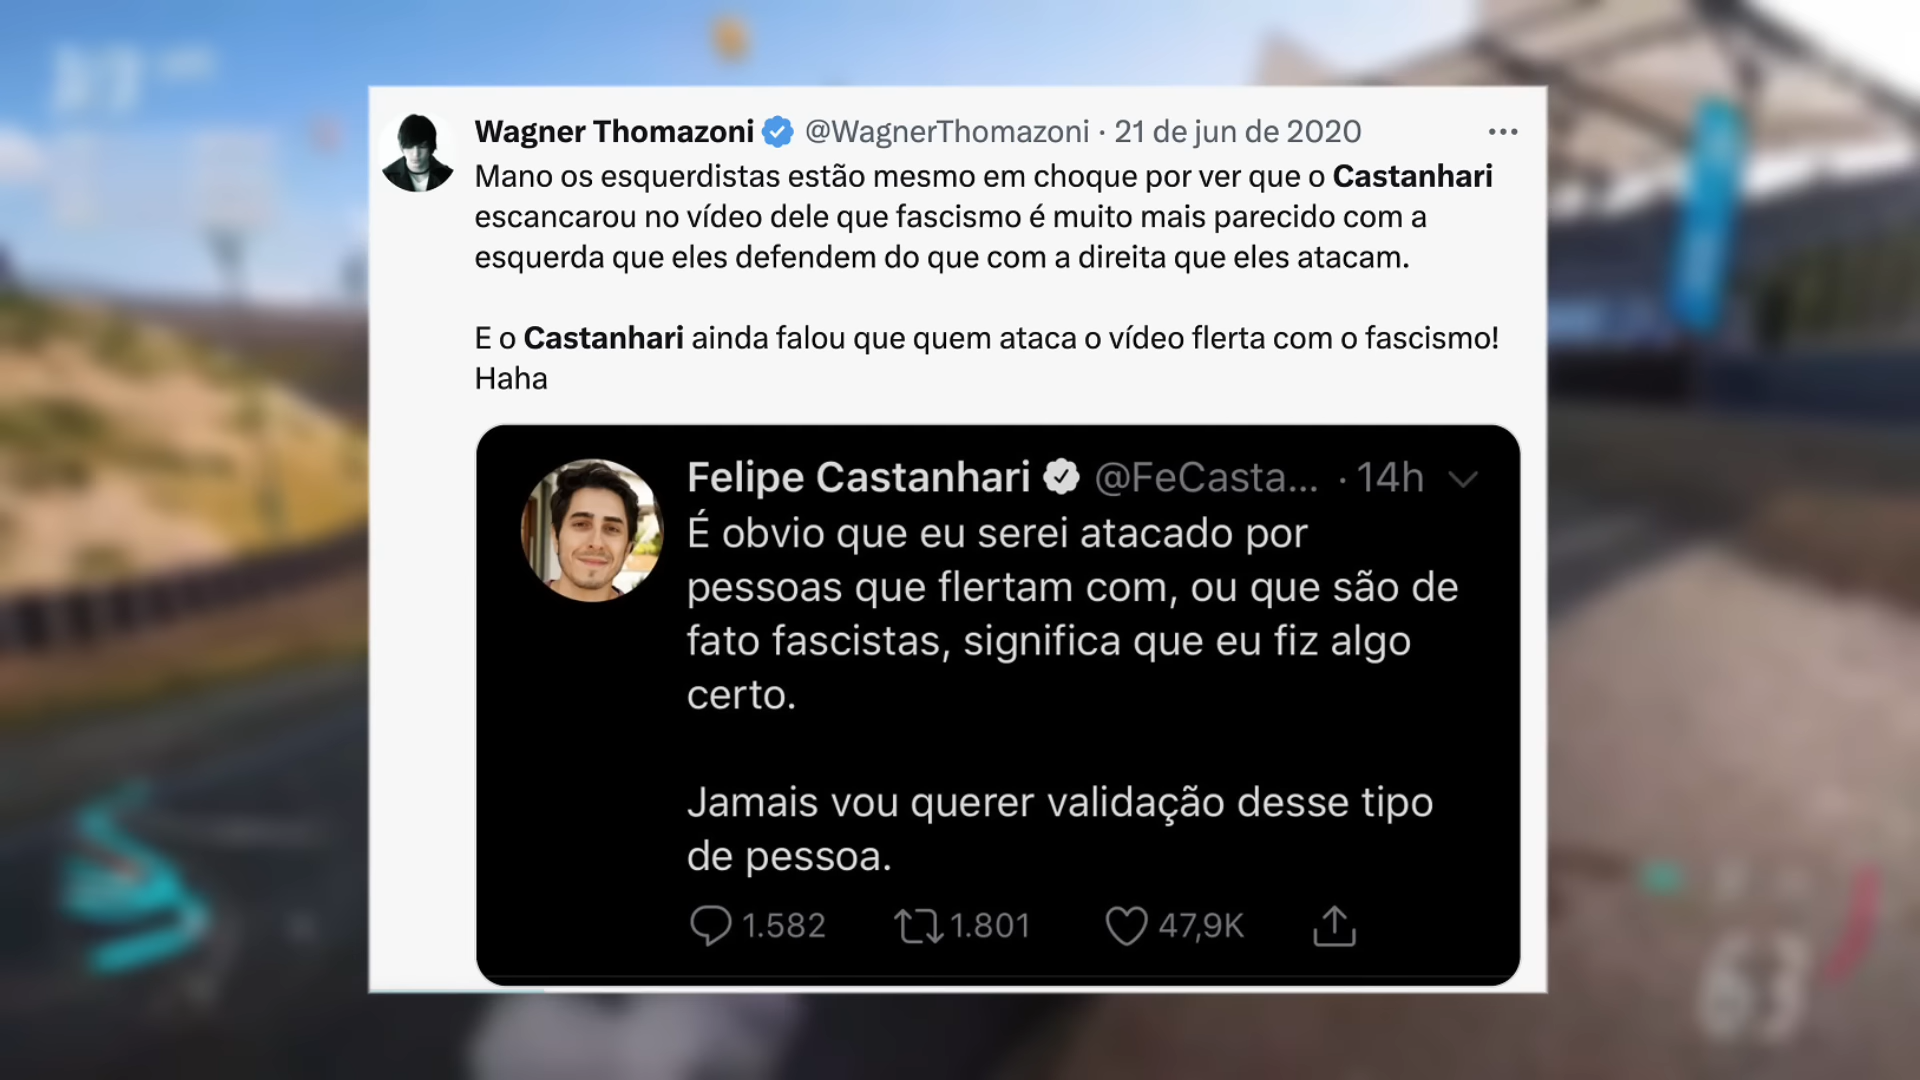 Wagner Thomazoni @WagnerThomazoni · 21 de jun de 2020
Mano os esquerdistas estão mesmo em choque por ver que o Castanhari
escancarou no vídeo dele que fascismo é muito mais parecido com a
esquerda que eles defendem do que com a direita que eles atacam.
E o Castanhari ainda falou que quem ataca o vídeo flerta com o fascismo!
Haha
Felipe Castanhari @FeCasta... · 14h
É obvio que eu serei atacado por
pessoas que flertam com, ou que são de
fato fascistas, significa que eu fiz algo
certo.
Jamais vou querer validação desse tipo
de pessoa.
1.582 1.801 47,9K
63